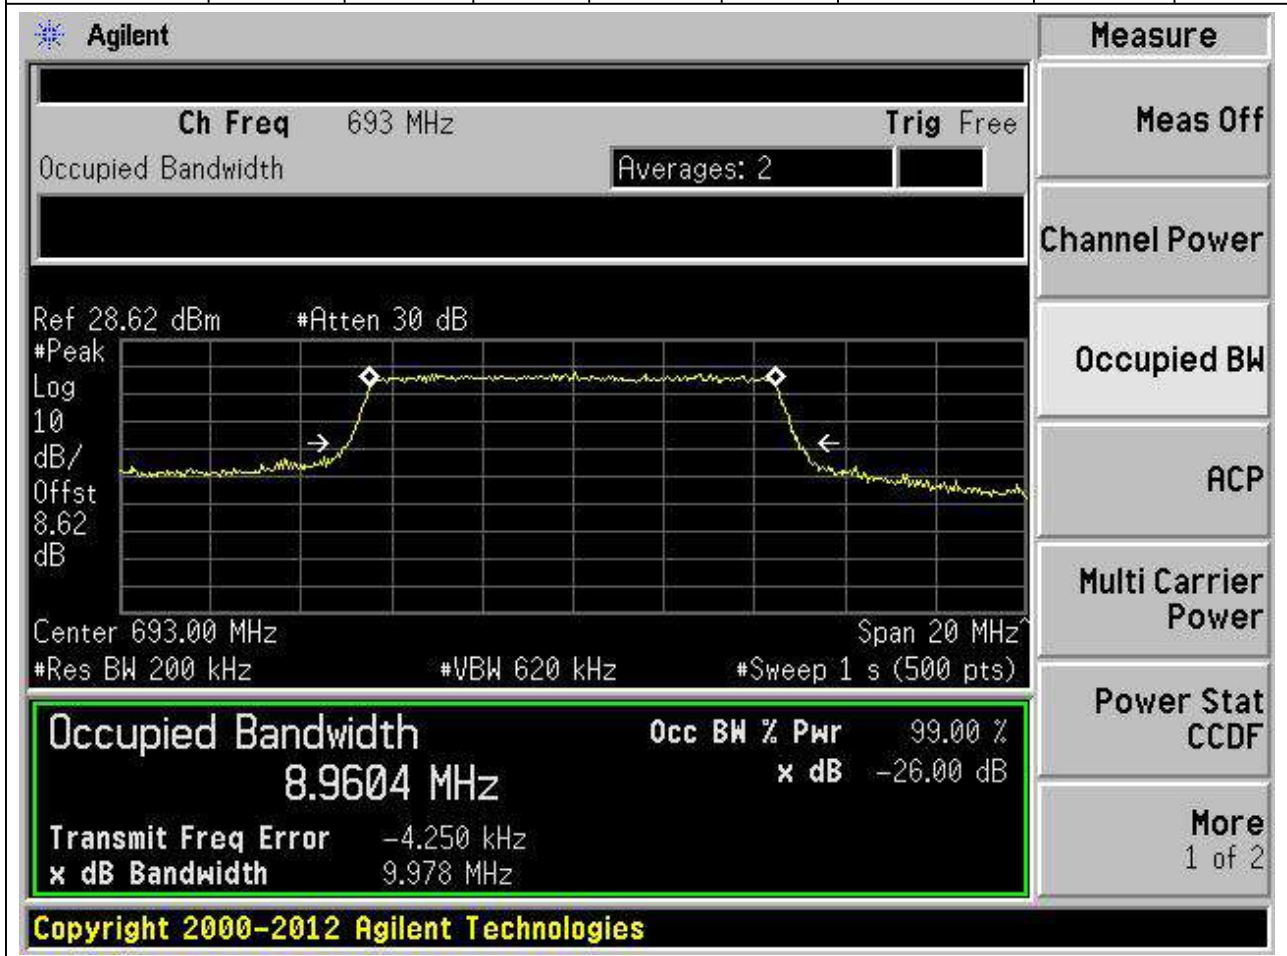 Agilent
Measure
Ch Freq 693 MHz Trig Free
Occupied Bandwidth Averages: 2
Meas Off
Channel Power
Occupied BW
ACP
Multi Carrier
Power
Power Stat
CCDF
More
1 of 2
Ref 28.62 dBm #Atten 30 dB
#Peak
Log
10
dB/
Offst
8.62
dB
Center 693.00 MHz Span 20 MHz^
#Res BW 200 kHz #VBW 620 kHz #Sweep 1 s (500 pts)
Occupied Bandwidth Occ BW % Pwr 99.00 %
8.9604 MHz x dB -26.00 dB
Transmit Freq Error -4.250 kHz
x dB Bandwidth 9.978 MHz
Copyright 2000-2012 Agilent Technologies